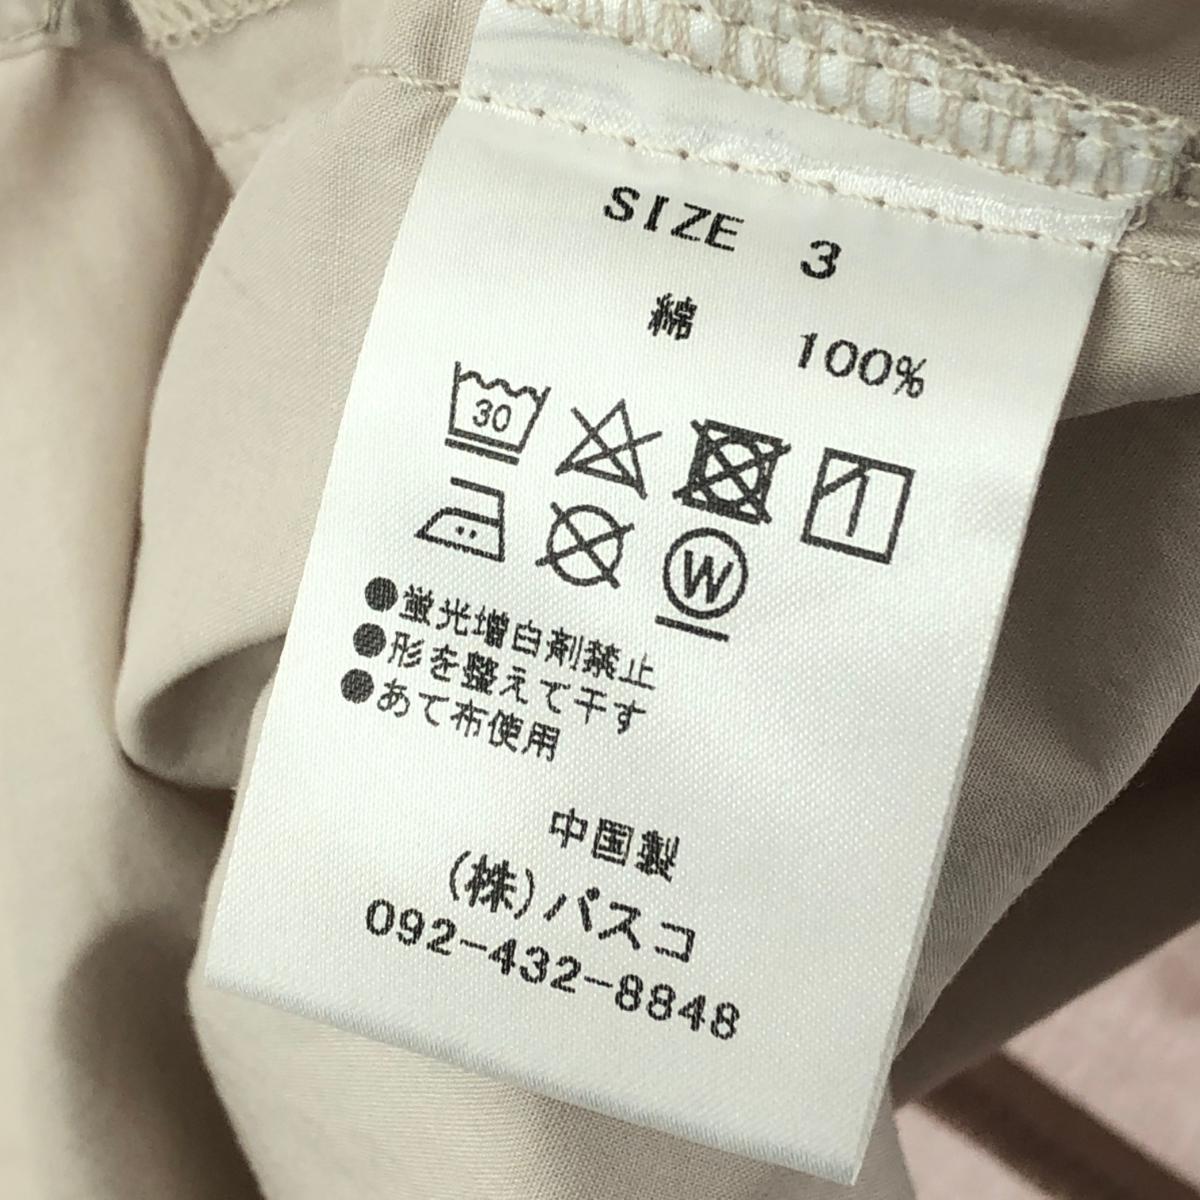 SIZE 3
綿 100%
30
W
●蛍光増白剤禁止
●形を整えて干す
●あて布使用
中国製
(株)パスコ
092-432-8848